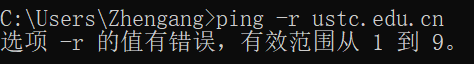 C:\Users\Zhengang>ping -r ustc.edu.cn
选项 -r 的值有错误，有效范围从 1 到 9。